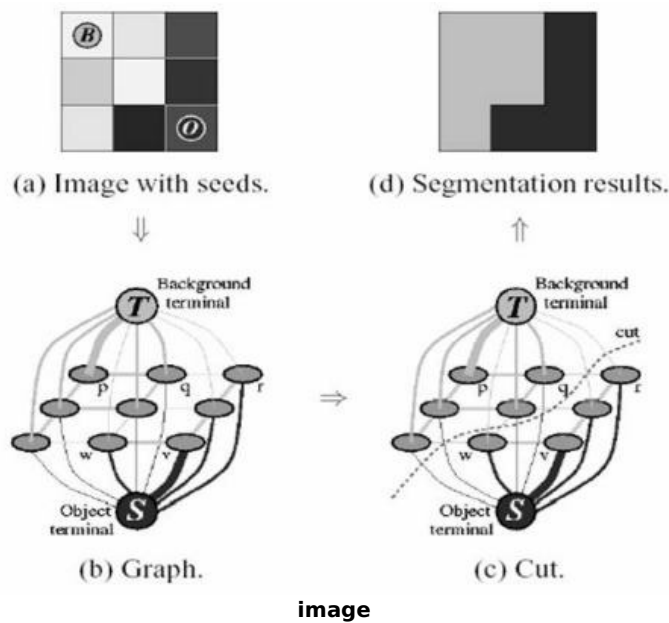 B
O
(a) Image with seeds.
(d) Segmentation results.
⇓
⇑
Background
terminal
T
p
q
r
w
v
Object
terminal
S
(b) Graph.
⇒
Background
terminal
T
cut
p
q
r
w
v
Object
terminal
S
(c) Cut.
image